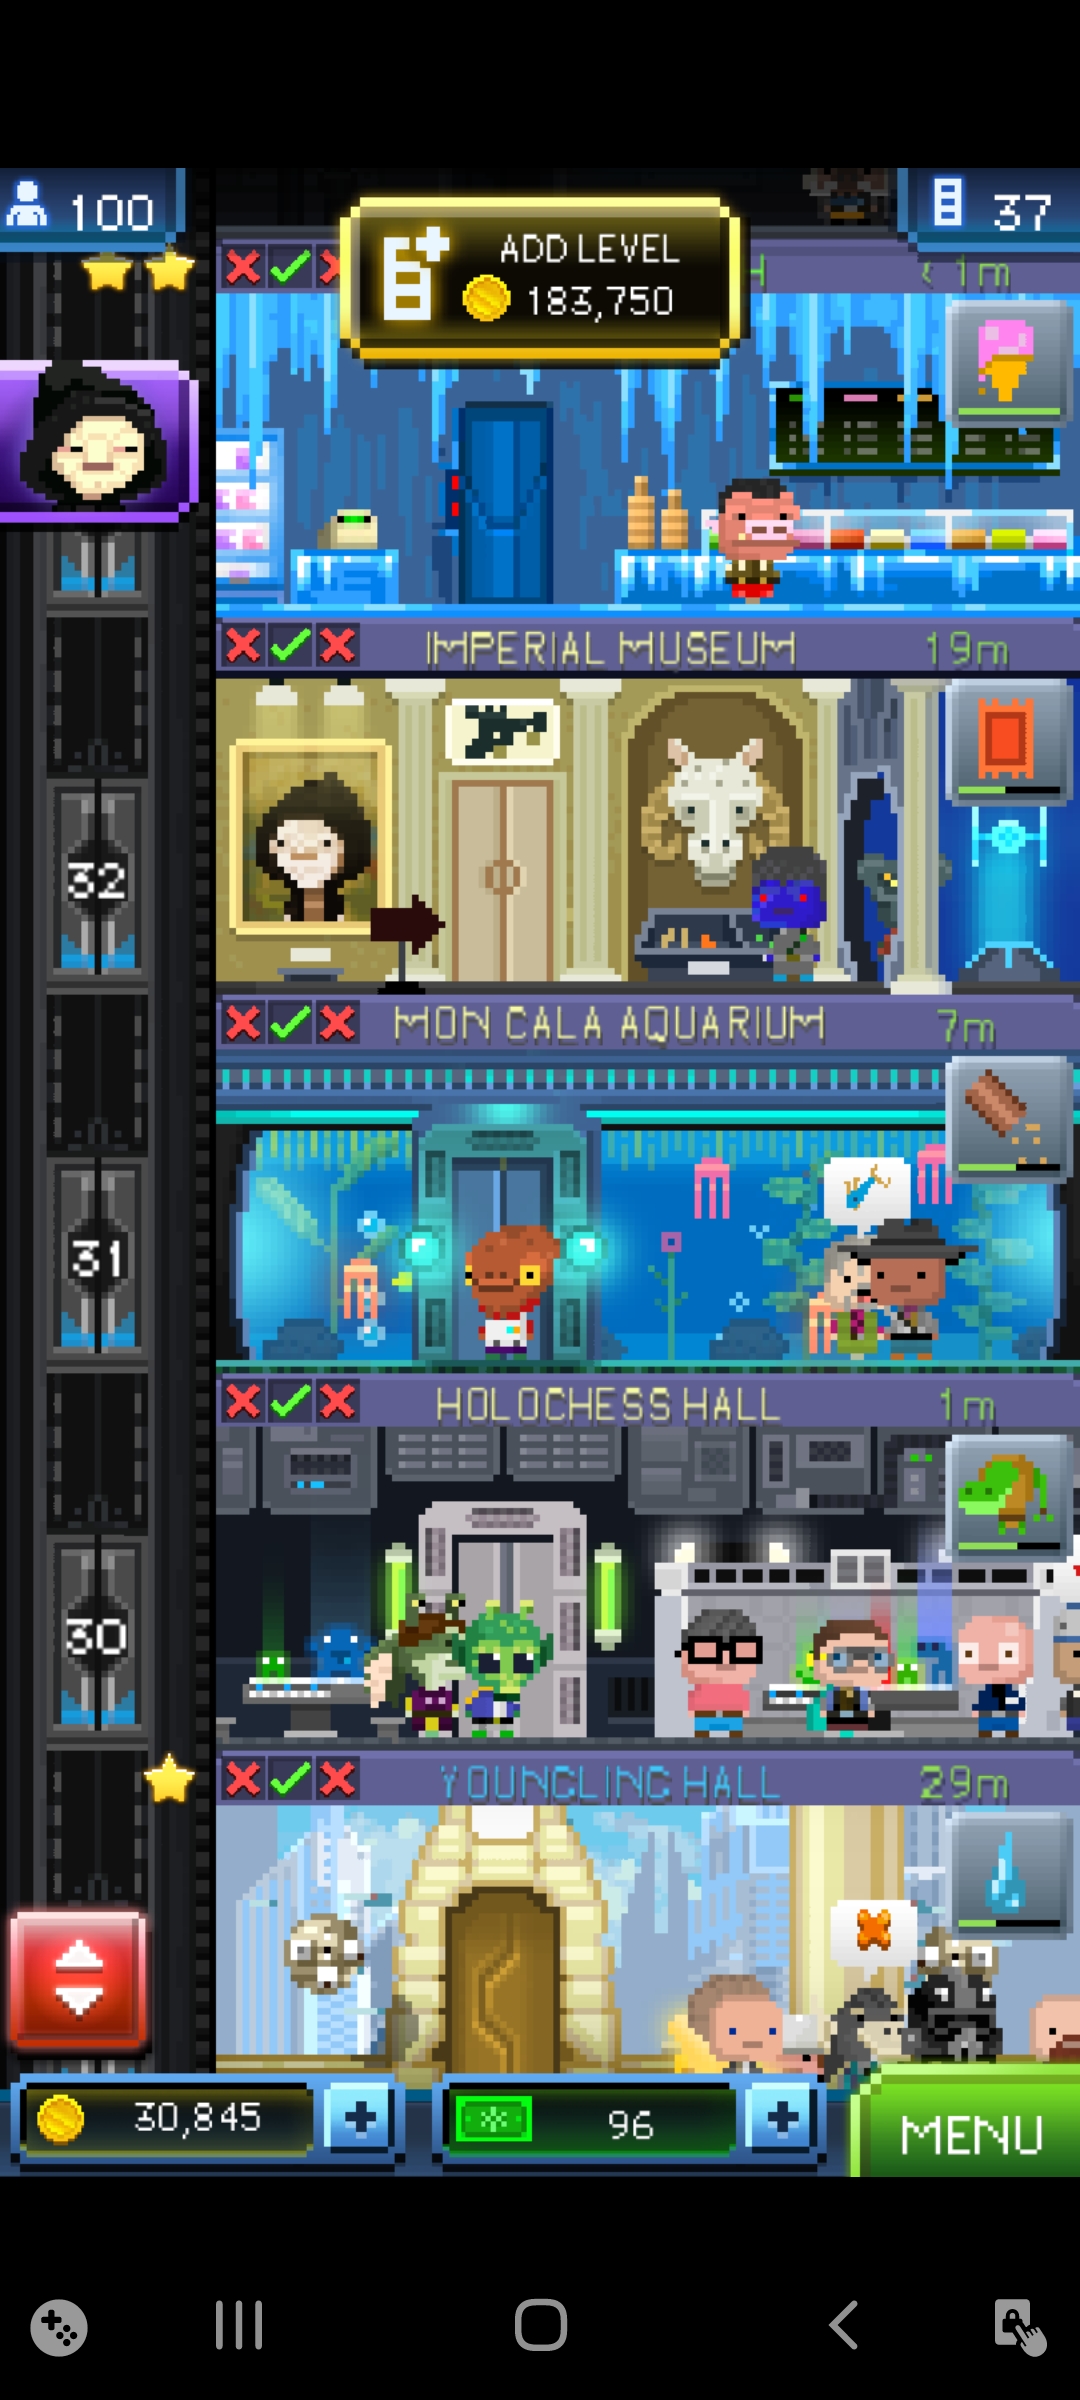 100
37
ADD LEVEL
183,750
H
< 1m
IMPERIAL MUSEUM
19m
32
MON CALA AQUARIUM
7m
31
HOLOCHESS HALL
1m
30
YOUNGLING HALL
29m
30,845
96
MENU